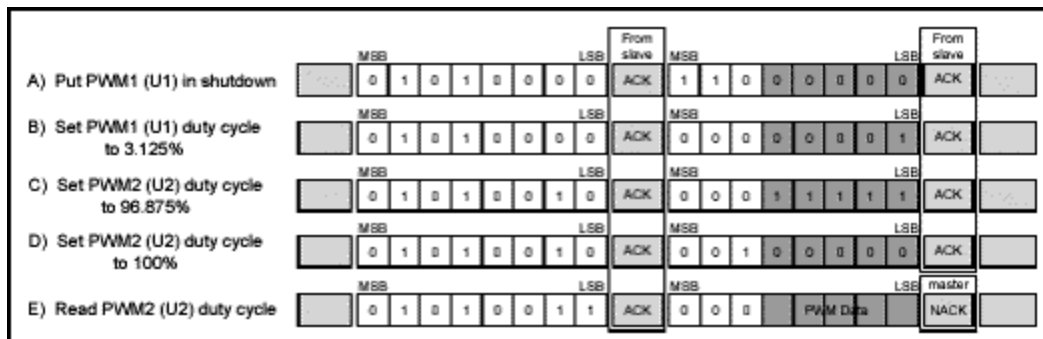 From slave From slave
MSB LSB MSB LSB
A) Put PWM1 (U1) in shutdown 0 1 0 1 0 0 0 0 ACK 1 1 0 0 0 0 0 0 ACK
MSB LSB MSB LSB
B) Set PWM1 (U1) duty cycle 0 1 0 1 0 0 0 0 ACK 0 0 0 0 0 0 0 1 ACK
to 3.125%
MSB LSB MSB LSB
C) Set PWM2 (U2) duty cycle 0 1 0 1 0 0 1 0 ACK 0 0 0 1 1 1 1 1 ACK
to 96.875%
MSB LSB MSB LSB
D) Set PWM2 (U2) duty cycle 0 1 0 1 0 0 1 0 ACK 0 0 1 0 0 0 0 0 ACK
to 100%
MSB LSB MSB LSB master
E) Read PWM2 (U2) duty cycle 0 1 0 1 0 0 1 1 ACK 0 0 0 PWM Data NACK